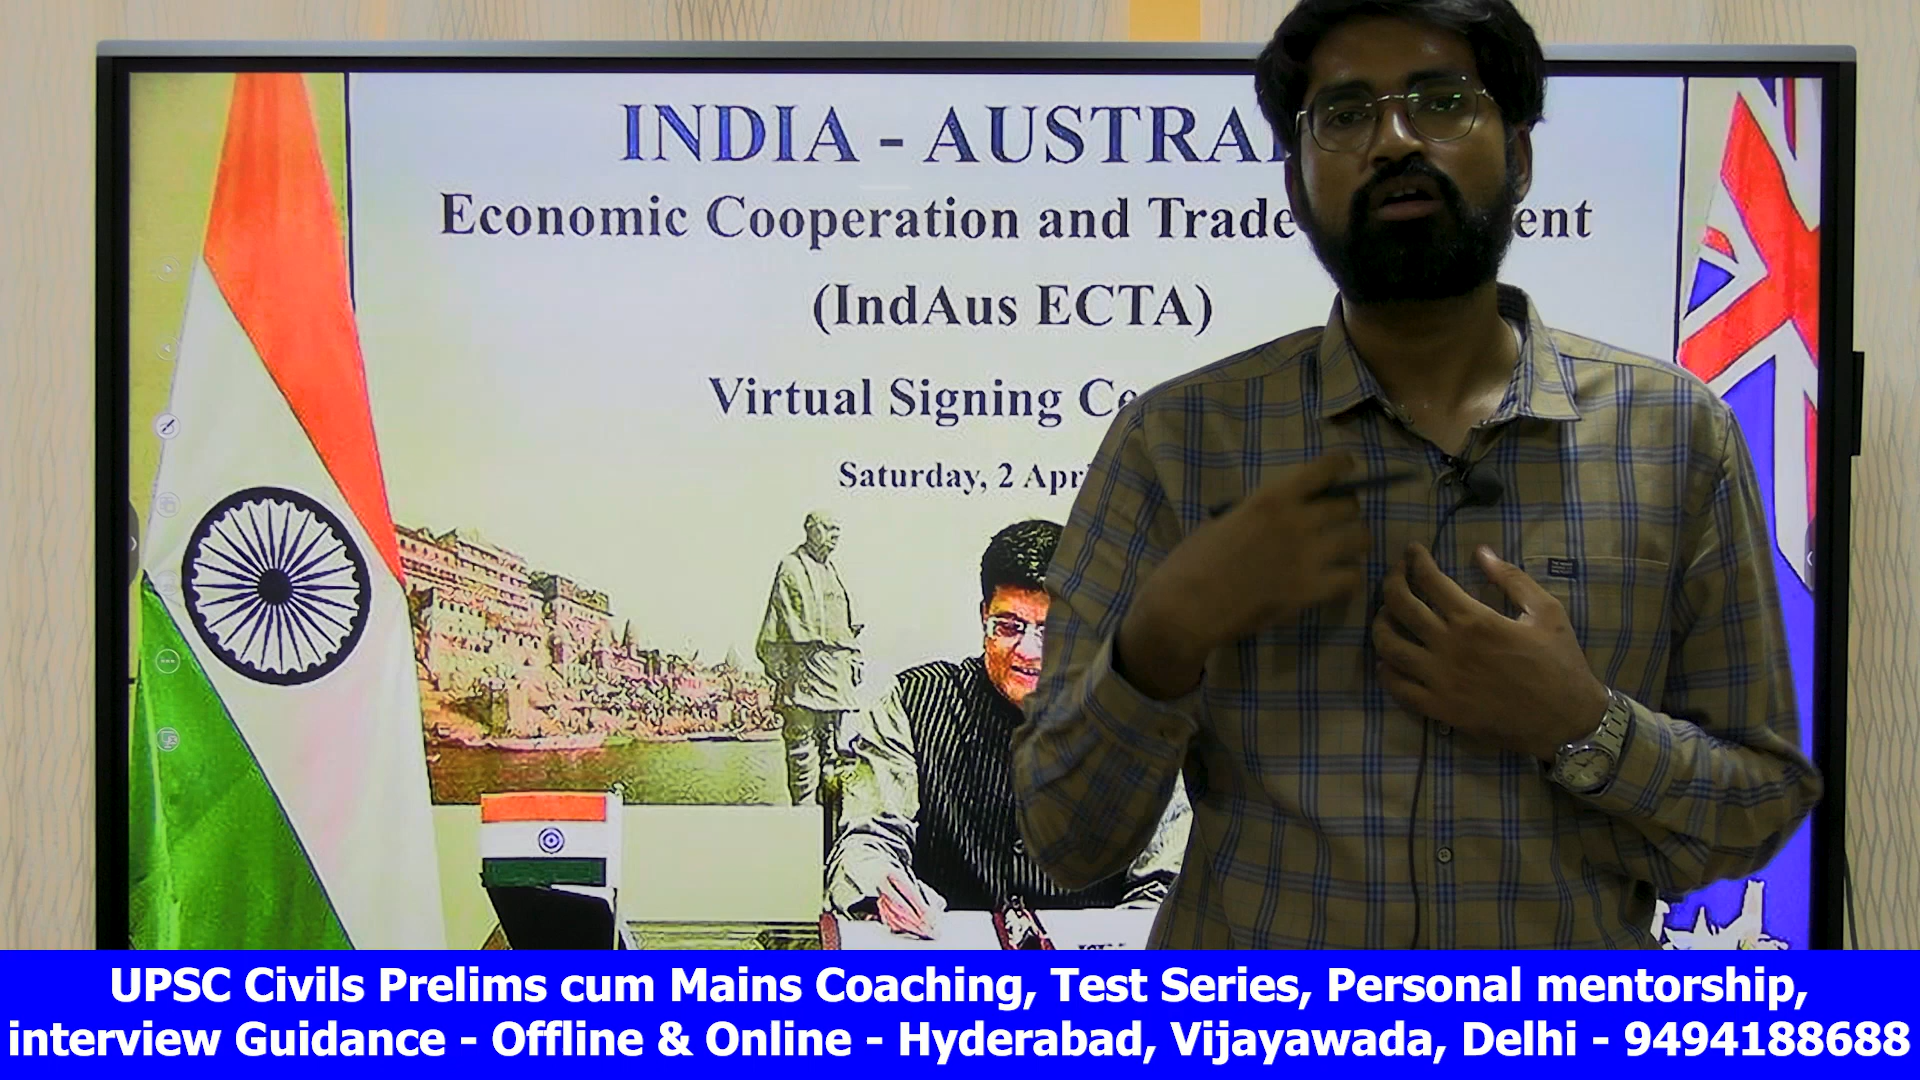 INDIA - AUSTRA
Economic Cooperation and Trade ent
(IndAus ECTA)
Virtual Signing Ce
Saturday, 2 Apr
UPSC Civils Prelims cum Mains Coaching, Test Series, Personal mentorship,
interview Guidance - Offline & Online - Hyderabad, Vijayawada, Delhi - 9494188688